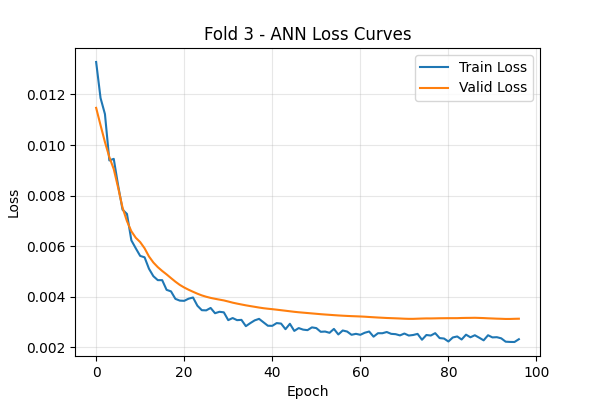 Fold 3 - ANN Loss Curves
Train Loss
Valid Loss
0.012
0.010
0.008
0.006
0.004
0.002
Loss
0 20 40 60 80 100
Epoch